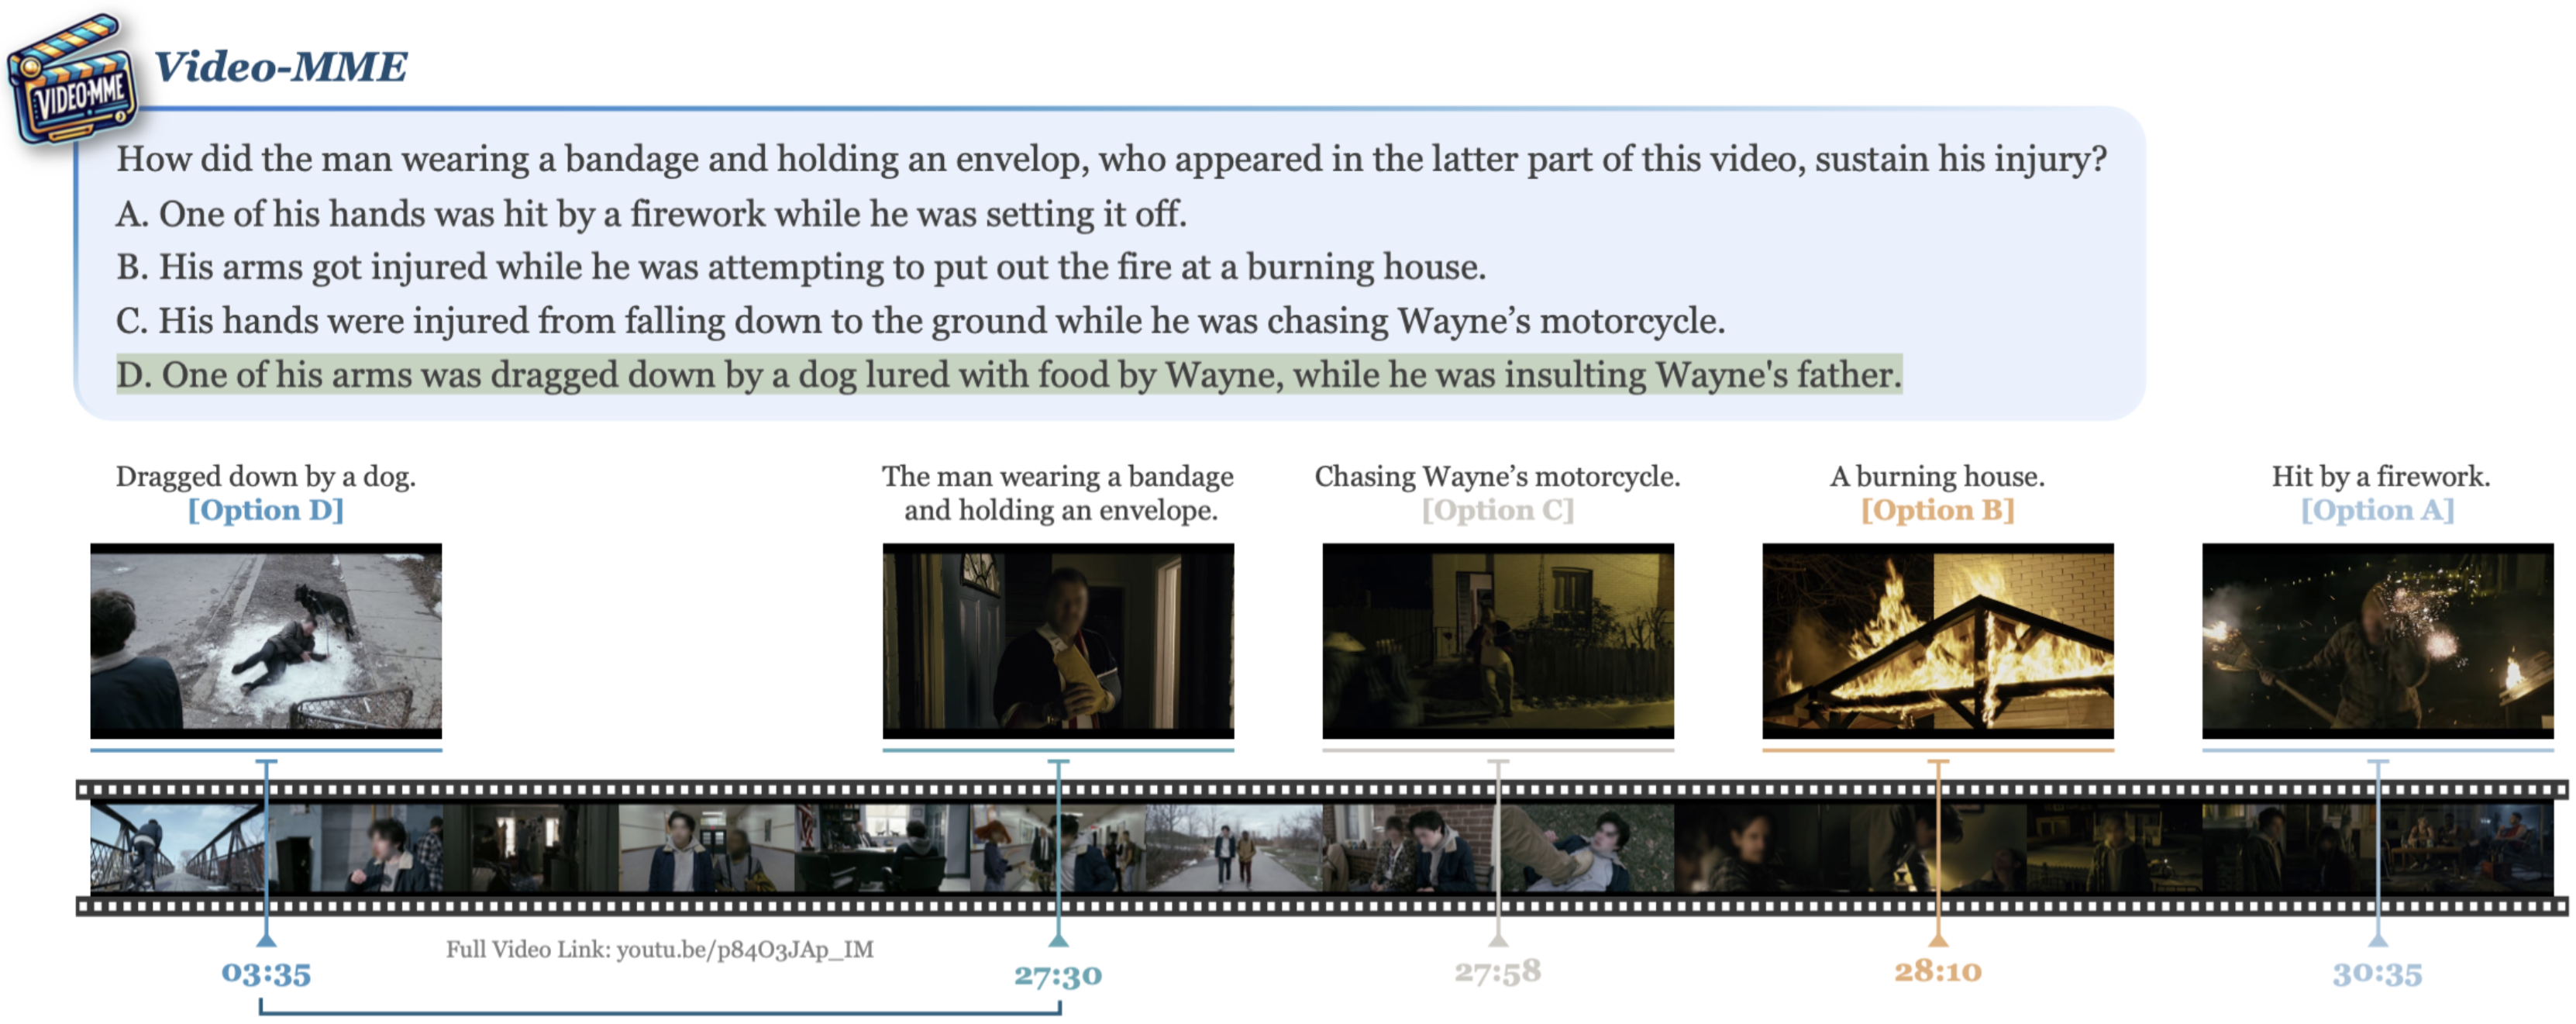 VIDEO-MME
Video-MME
How did the man wearing a bandage and holding an envelop, who appeared in the latter part of this video, sustain his injury?
A. One of his hands was hit by a firework while he was setting it off.
B. His arms got injured while he was attempting to put out the fire at a burning house.
C. His hands were injured from falling down to the ground while he was chasing Wayne’s motorcycle.
D. One of his arms was dragged down by a dog lured with food by Wayne, while he was insulting Wayne's father.
Dragged down by a dog.
[Option D]
The man wearing a bandage
and holding an envelope.
Chasing Wayne’s motorcycle.
[Option C]
A burning house.
[Option B]
Hit by a firework.
[Option A]
Full Video Link: youtu.be/p84O3JAp_IM
03:35
27:30
27:58
28:10
30:35